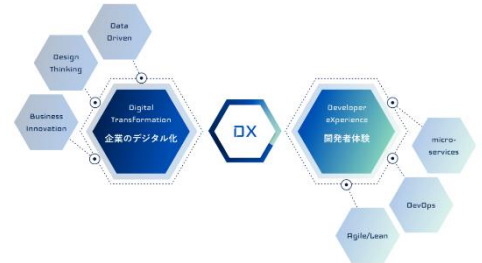 Data
Driven
Design
Thinking
Business
Innovation
Digital
Transformation
企業のデジタル化
DX
Developer
eXperience
開発者体験
micro-
services
DevOps
Agile/Lean